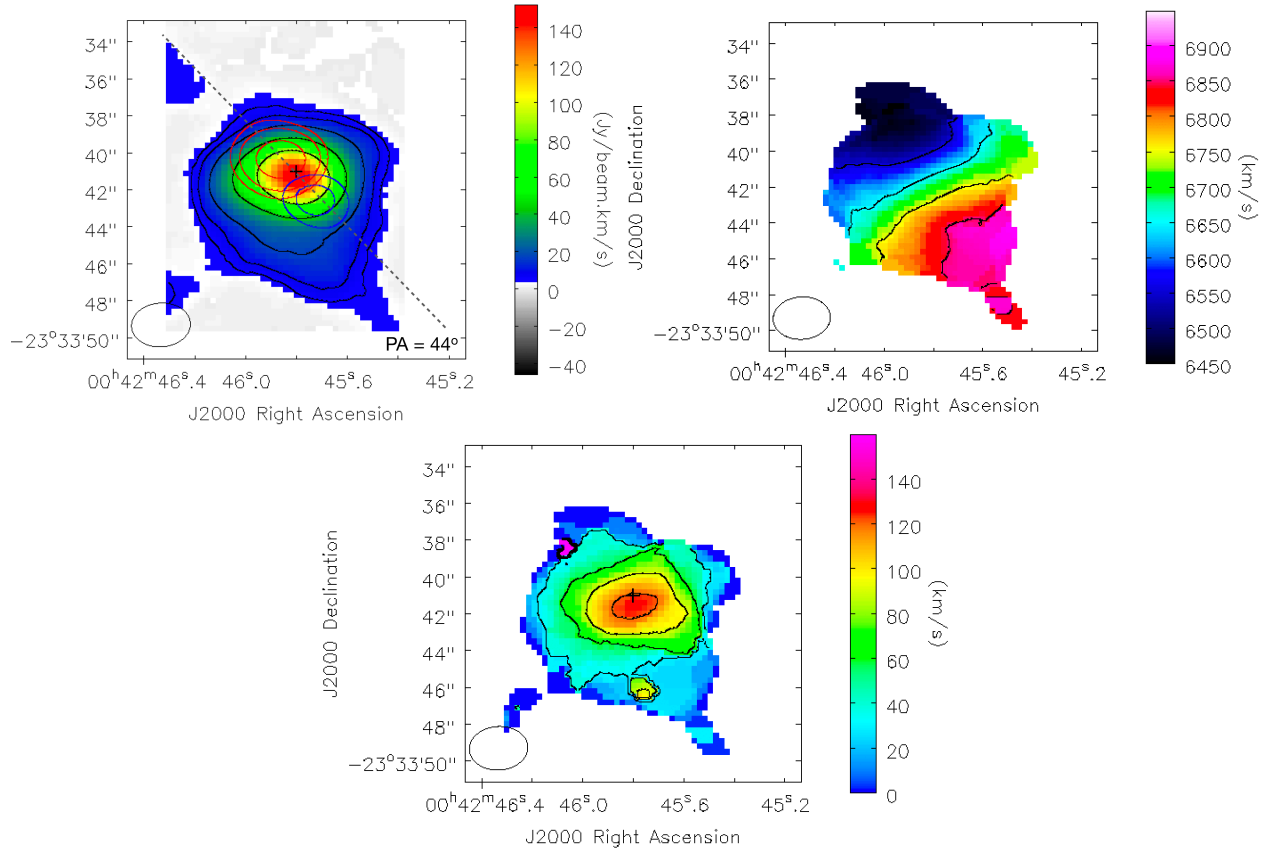 34"
36"
38"
40"
42"
44"
46"
48"
−23°33'50"
00ʰ42ᵐ46ˢ.4
46ˢ.0
45ˢ.6
45ˢ.2
J2000 Right Ascension
PA = 44º
140
120
100
80
60
40
20
0
−20
−40
(Jy/beam.km/s)
J2000 Declination
34"
36"
38"
40"
42"
44"
46"
48"
−23°33'50"
00ʰ42ᵐ46ˢ.4
46ˢ.0
45ˢ.6
45ˢ.2
J2000 Right Ascension
6900
6850
6800
6750
6700
6650
6600
6550
6500
6450
(km/s)
J2000 Declination
34"
36"
38"
40"
42"
44"
46"
48"
−23°33'50"
00ʰ42ᵐ46ˢ.4
46ˢ.0
45ˢ.6
45ˢ.2
J2000 Right Ascension
140
120
100
80
60
40
20
0
(km/s)